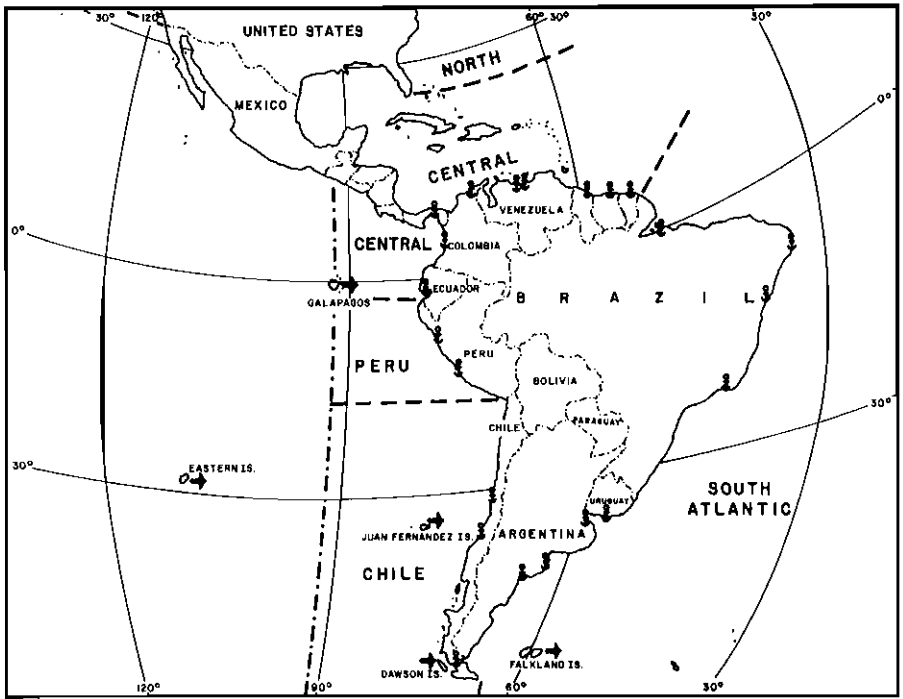 30° 120° 60° 30° 30°
UNITED STATES
NORTH
MEXICO
0°
CENTRAL
VENEZUELA
0°
CENTRAL
COLOMBIA
GALAPAGOS
ECUADOR
BRAZIL
PERU
PERU
BOLIVIA
30°
CHILE
PARAGUAY
30°
EASTERN IS.
SOUTH
ATLANTIC
URUGUAY
JUAN FERNANDEZ IS.
ARGENTINA
CHILE
DAWSON IS.
FALKLAND IS.
120° 90° 60° 30°